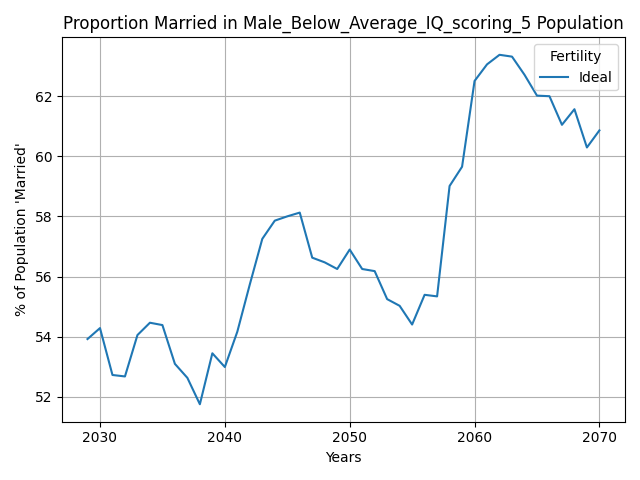 Proportion Married in Male_Below_Average_IQ_scoring_5 Population
Fertility
Ideal
% of Population 'Married'
62
60
58
56
54
52
2030 2040 2050 2060 2070
Years